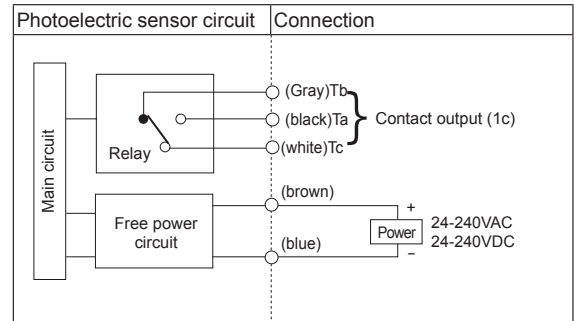 Photoelectric sensor circuit
Connection
Main circuit
Relay
(Gray)Tb
(black)Ta
(white)Tc
Contact output (1c)
Free power
circuit
(brown)
(blue)
+
Power
−
24-240VAC
24-240VDC